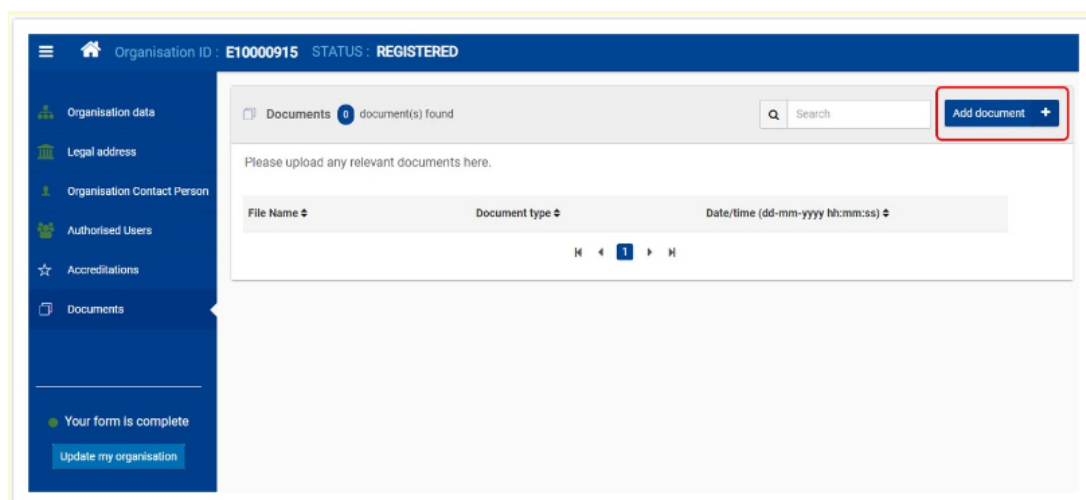 Organisation ID : E10000915 STATUS : REGISTERED
Organisation data
Legal address
Organisation Contact Person
Authorised Users
Accreditations
Documents
Your form is complete
Update my organisation
Documents 0 document(s) found
Search
Add document +
Please upload any relevant documents here.
File Name Document type Date/time (dd-mm-yyyy hh:mm:ss)
1